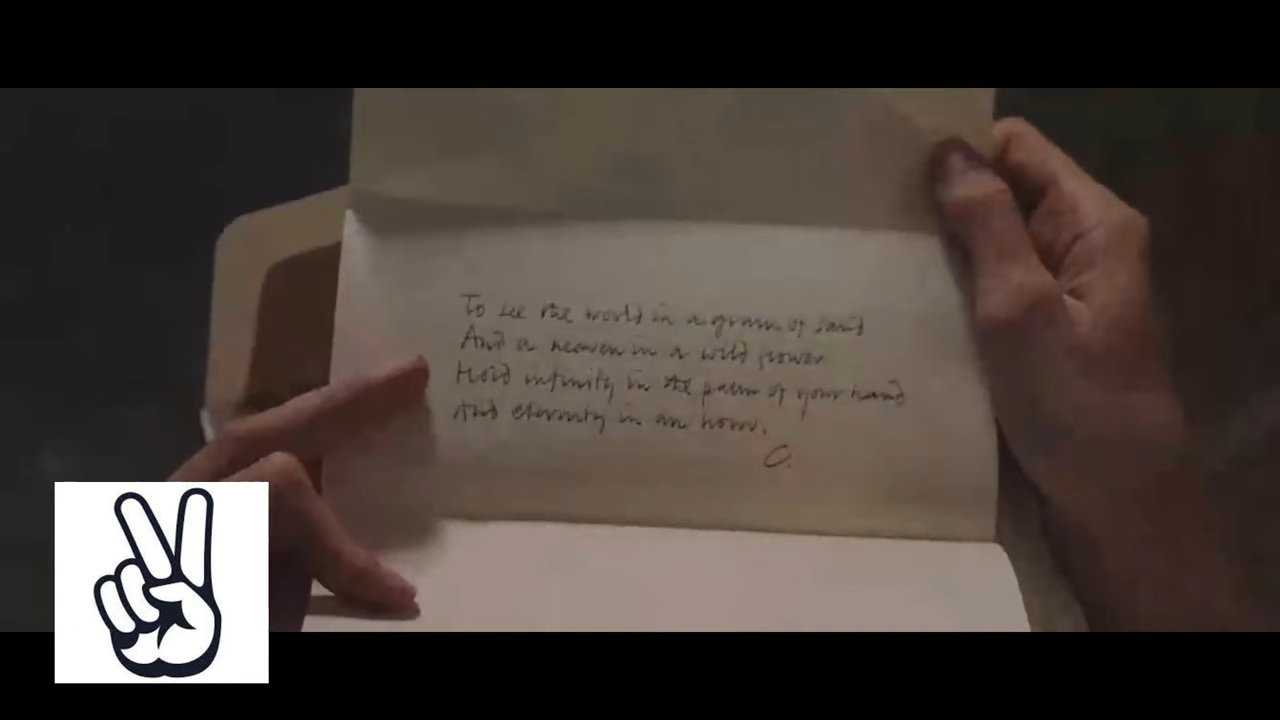 To see the world in a grain of sand
And a heaven in a wild flower
Hold infinity in the palm of your hand
And eternity in an hour.
O.